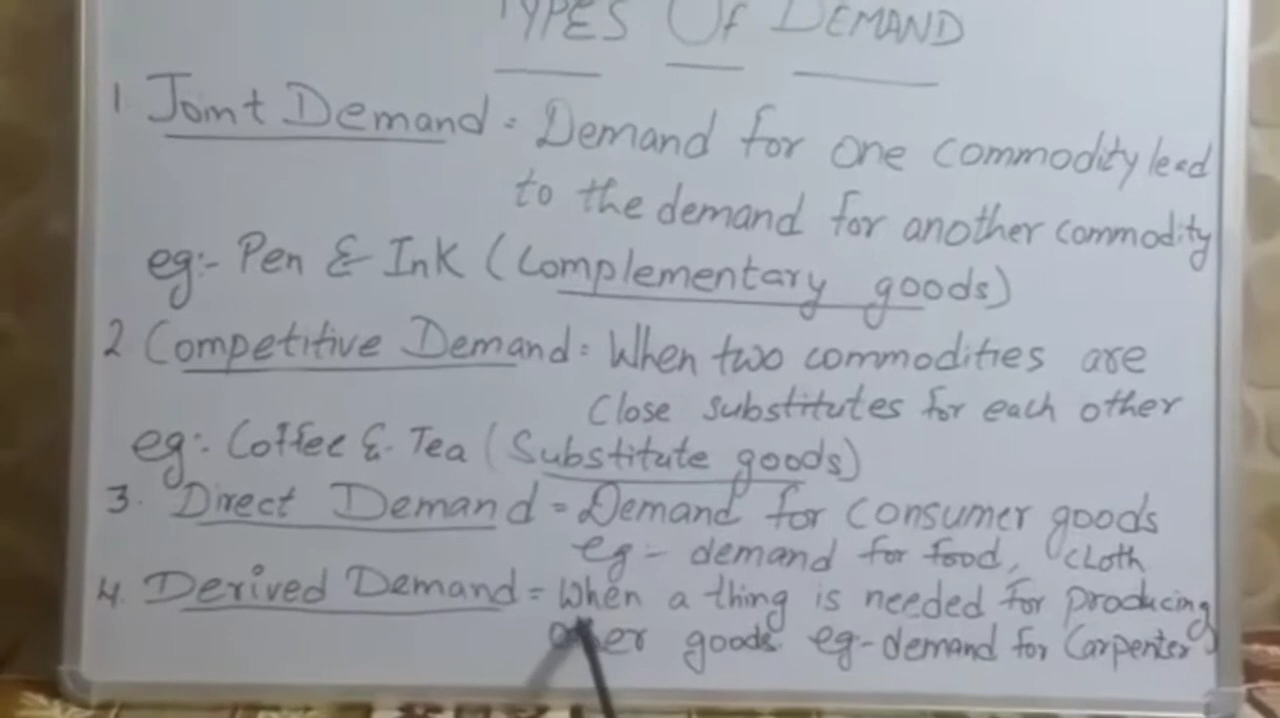 TYPES Of DEMAND
1. Joint Demand = Demand for one commodity lead
to the demand for another commodity
eg:- Pen & Ink (Complementary goods)
2 Competitive Demand = When two commodities are
Close substitutes for each other
eg:- Coffee & Tea (Substitute goods)
3. Direct Demand = Demand for consumer goods
eg - demand for food, cloth
4. Derived Demand = When a thing is needed for producing
other goods. eg - demand for Carpenter